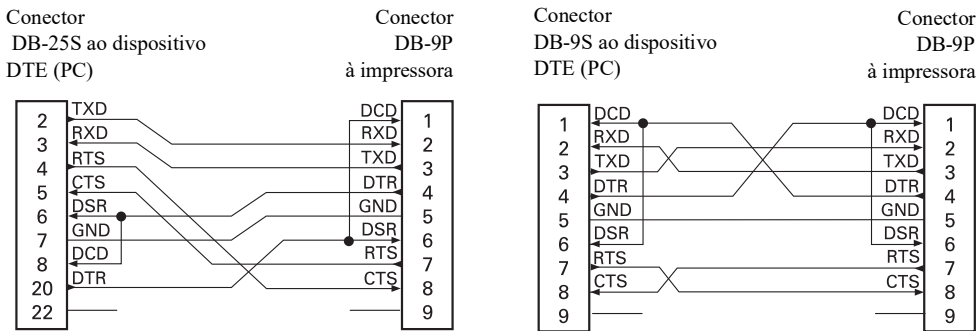 Conector
DB-25S ao dispositivo
DTE (PC)
Conector
DB-9P
à impressora
2 TXD DCD 1
3 RXD RXD 2
4 RTS TXD 3
5 CTS DTR 4
6 DSR GND 5
7 GND DSR 6
8 DCD RTS 7
20 DTR CTS 8
22 9
Conector
DB-9S ao dispositivo
DTE (PC)
Conector
DB-9P
à impressora
1 DCD DCD 1
2 RXD RXD 2
3 TXD TXD 3
4 DTR DTR 4
5 GND GND 5
6 DSR DSR 6
7 RTS RTS 7
8 CTS CTS 8
9 9